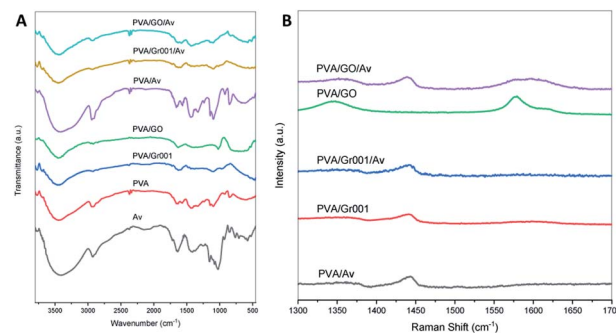 A
PVA/GO/Av
PVA/Gr001/Av
PVA/Av
PVA/GO
PVA/Gr001
PVA
Av
Transmittance (a.u.)
3500 3000 2500 2000 1500 1000 500
Wavenumber (cm⁻¹)
B
PVA/GO/Av
PVA/GO
PVA/Gr001/Av
PVA/Gr001
PVA/Av
Intensity (a.u.)
1300 1350 1400 1450 1500 1550 1600 1650 1700
Raman Shift (cm⁻¹)